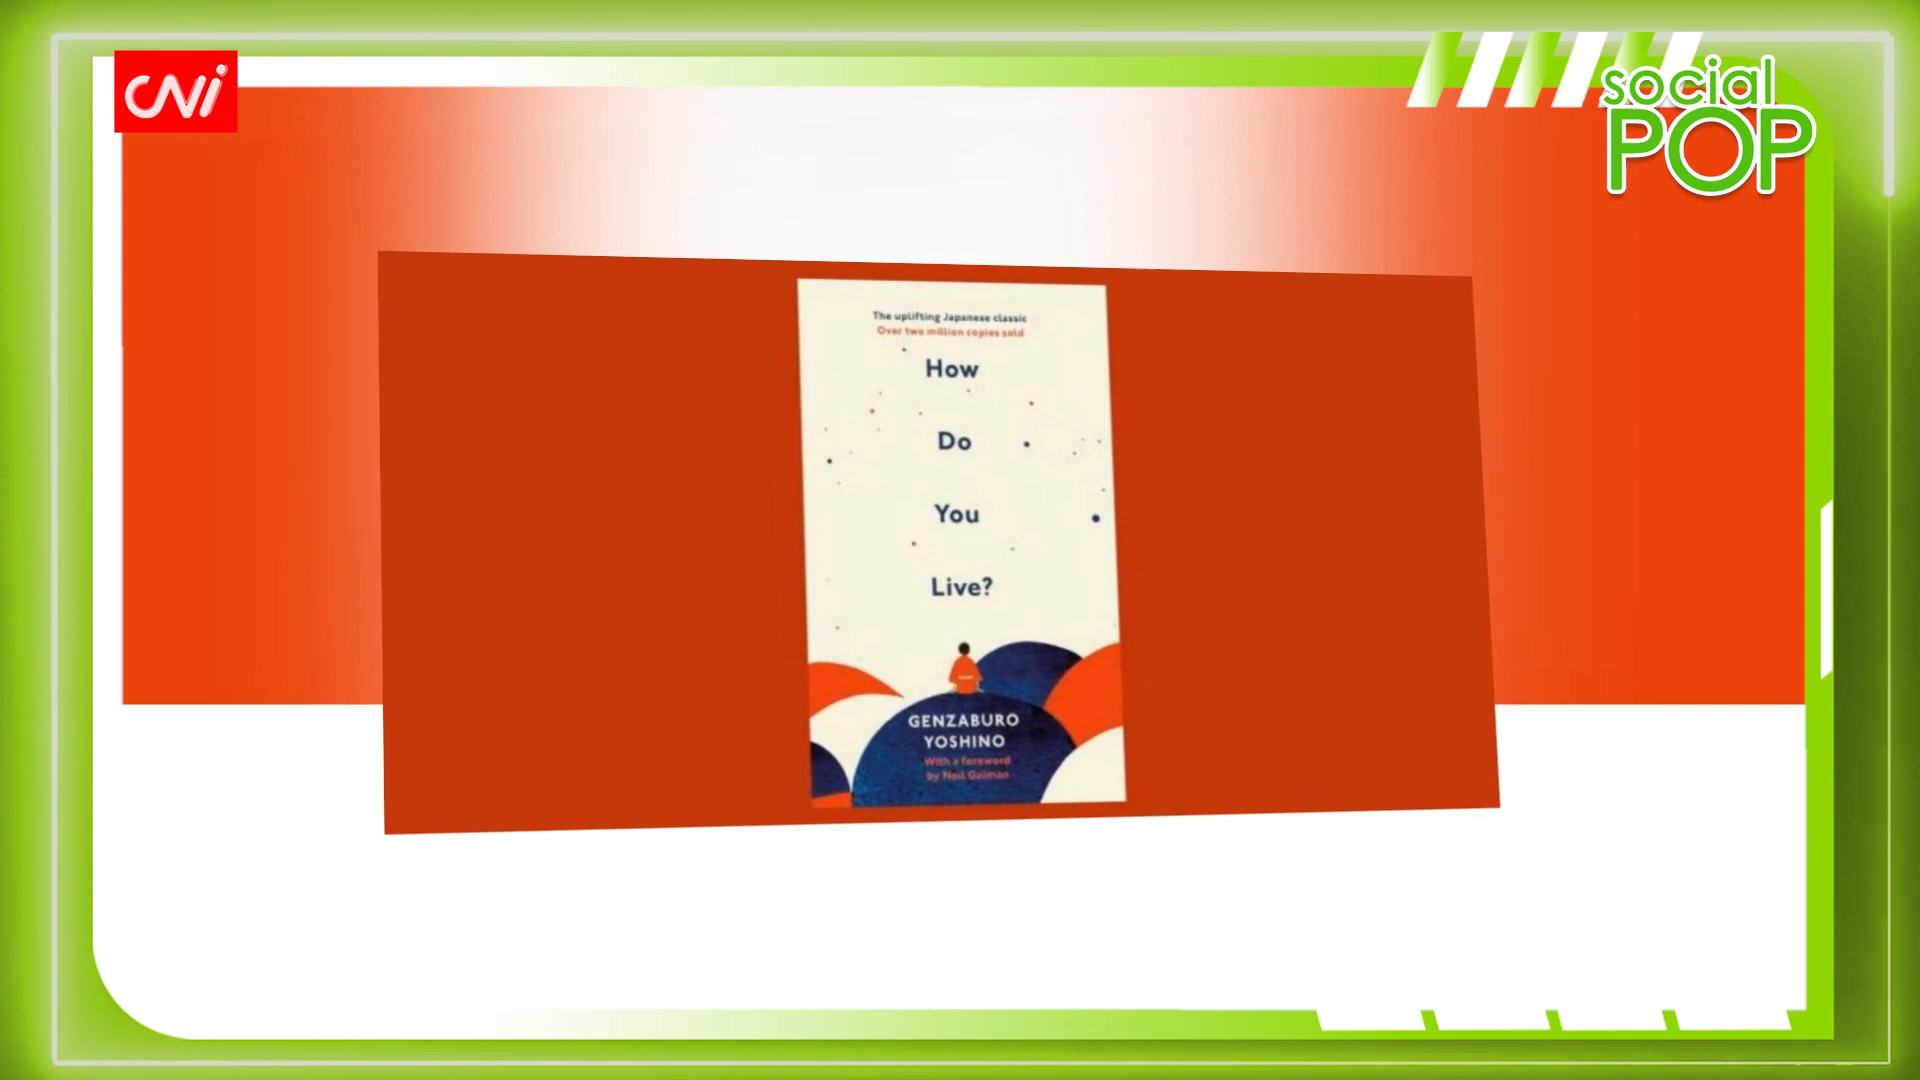 CNi
social
POP
The uplifting Japanese classic
Over two million copies sold
How
Do
You
Live?
GENZABURO
YOSHINO
With a foreword
by Neil Gaiman